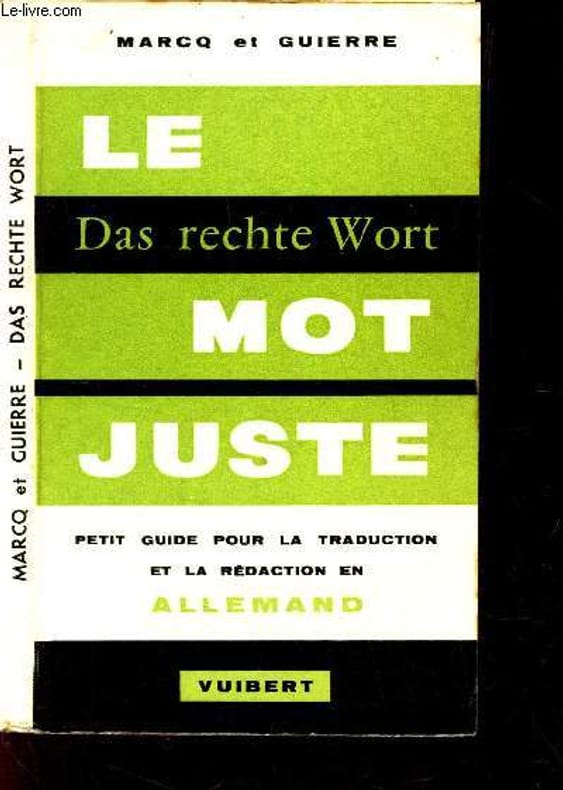 Le-livre.com
MARCQ et GUIERRE
LE
Das rechte Wort
MOT
JUSTE
PETIT GUIDE POUR LA TRADUCTION
ET LA RÉDACTION EN
ALLEMAND
VUIBERT
MARCQ et GUIERRE – DAS RECHTE WORT